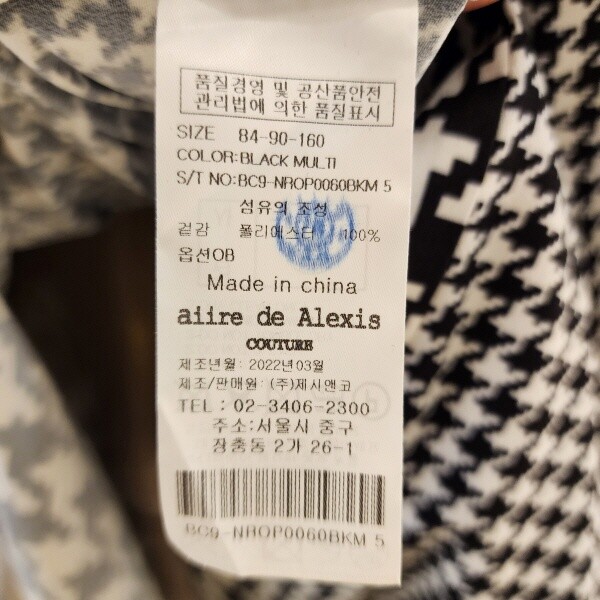 품질경영 및 공산품안전
관리법에 의한 품질표시
SIZE 84-90-160
COLOR:BLACK MULTI
S/T NO:BC9-NROP0060BKM 5
섬유의 조성
겉감 폴리에스터 100%
옵션OB
Made in china
aiire de Alexis
COUTURE
제조년월: 2022년03월
제조/판매원: (주)제시앤코
TEL : 02-3406-2300
주소:서울시 중구
장충동 2가 26-1
BC9-NROP0060BKM 5